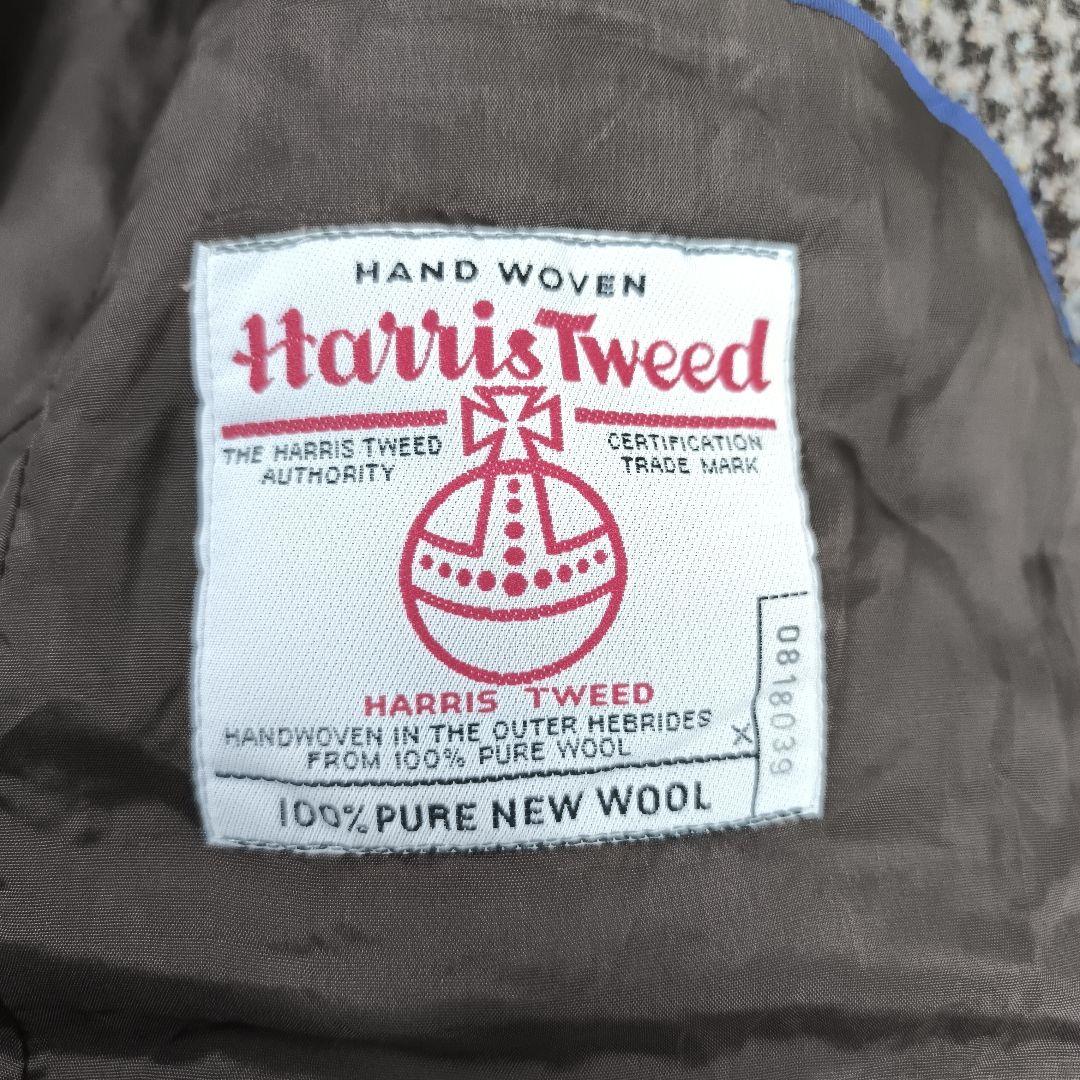 HAND WOVEN
Harris Tweed
THE HARRIS TWEED
AUTHORITY
CERTIFICATION
TRADE MARK
HARRIS TWEED
HANDWOVEN IN THE OUTER HEBRIDES
FROM 100% PURE WOOL
X
0818039
100% PURE NEW WOOL